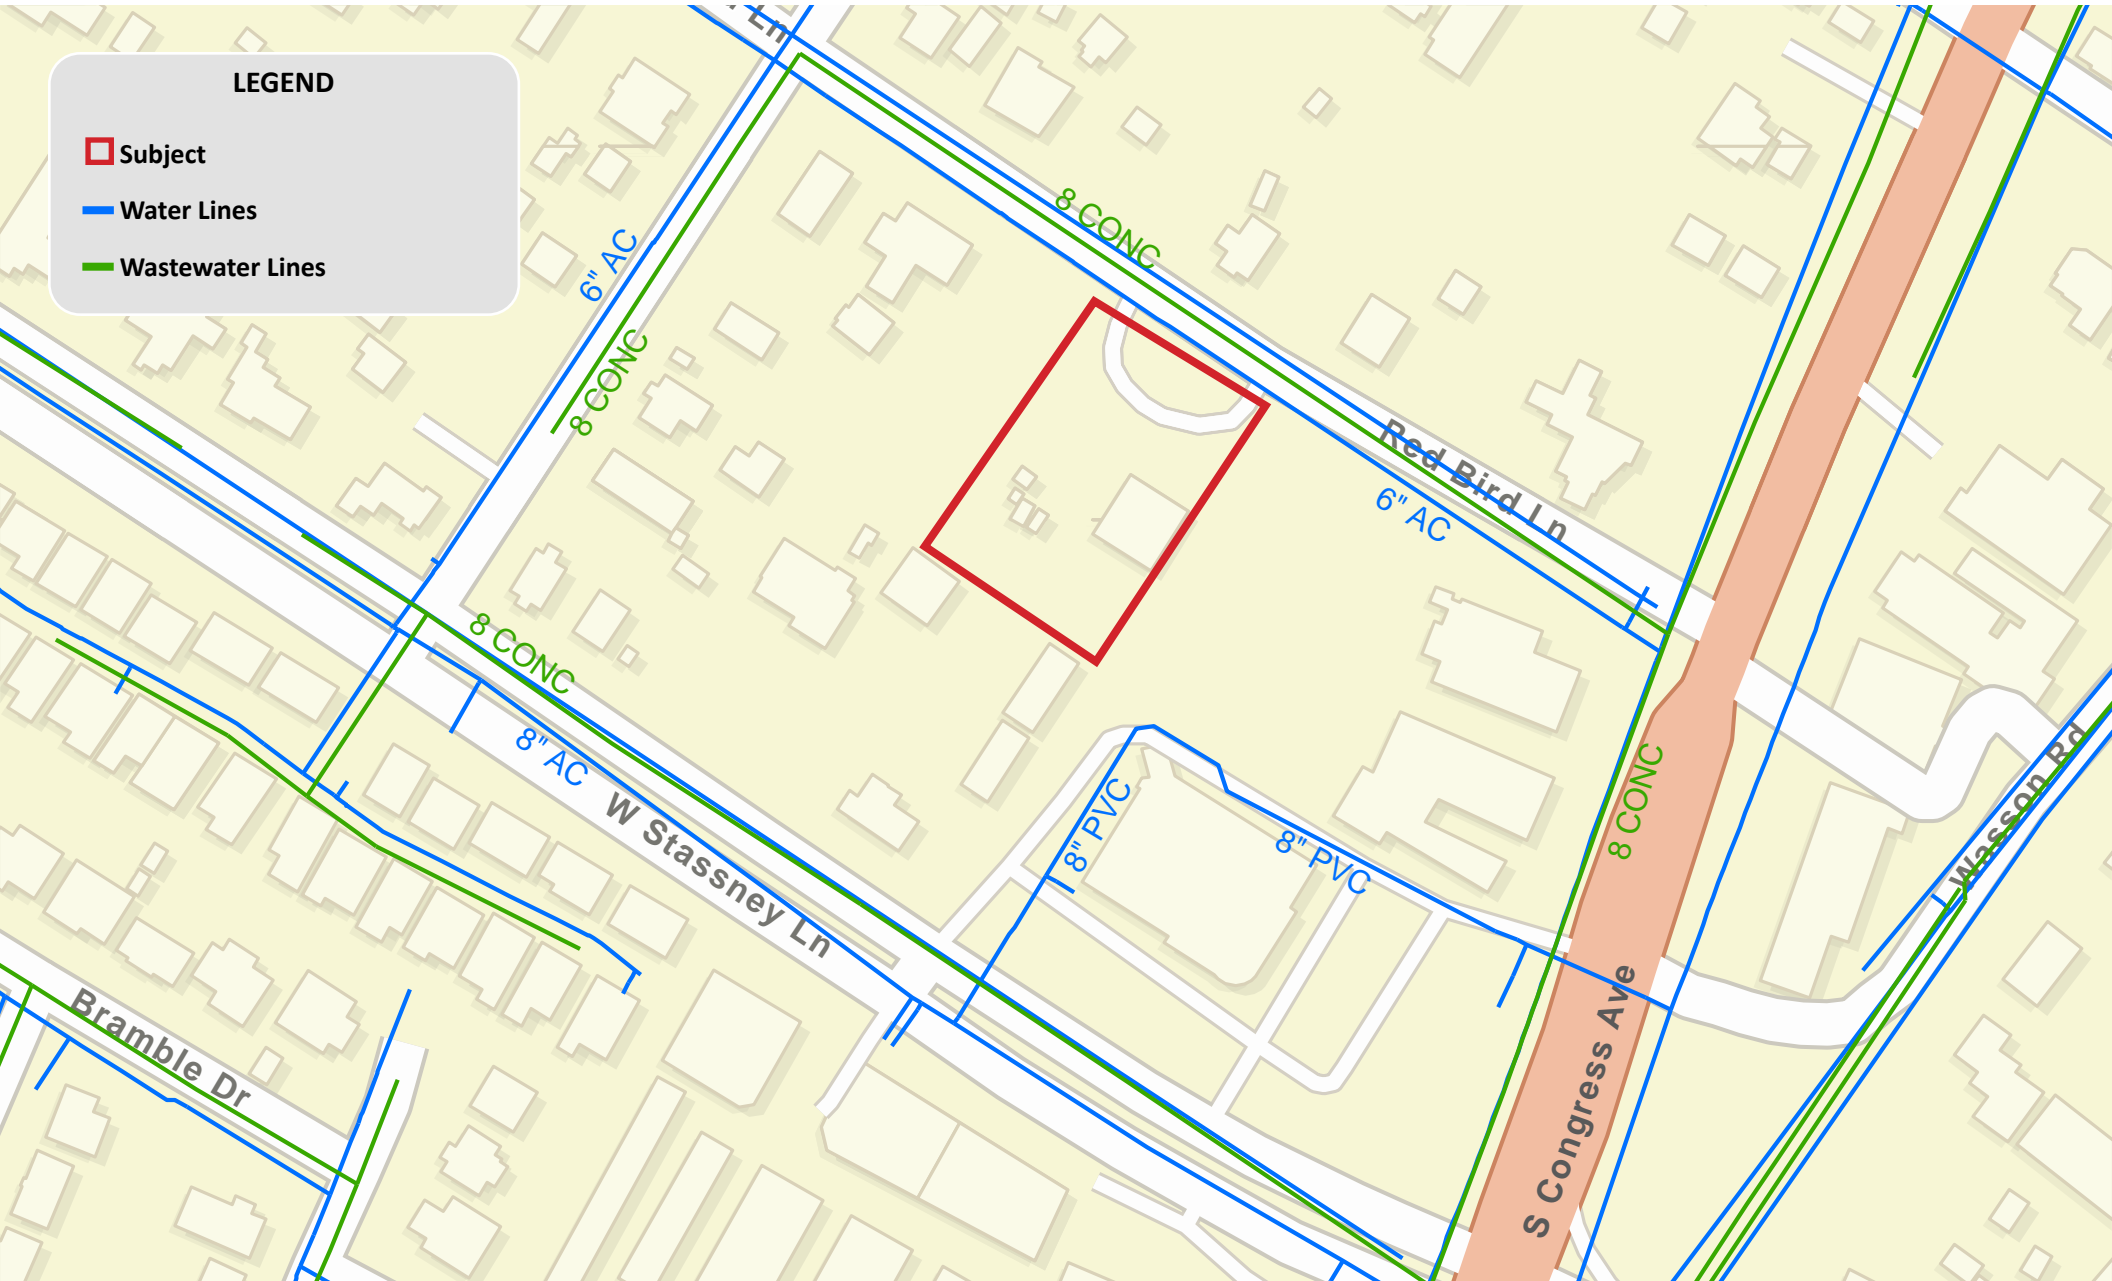 Ln
LEGEND
Subject
Water Lines
Wastewater Lines
8 CONC
6" AC
8 CONC
Red Bird Ln
6" AC
8 CONC
8" AC
W Stassney Ln
8" PVC
8" PVC
8 CONC
Wasson Rd
S Congress Ave
Bramble Dr